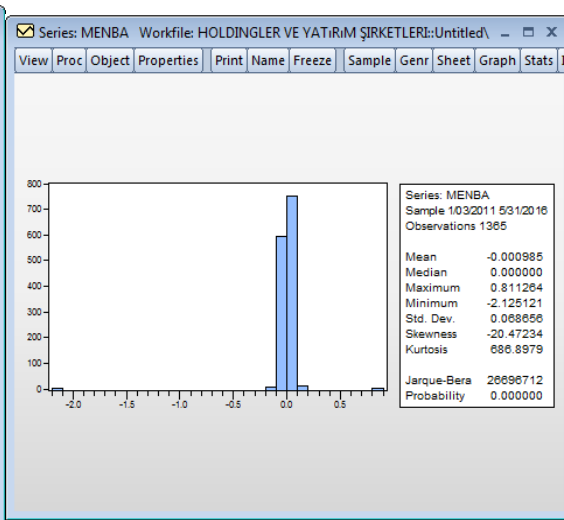 Series: MENBA Workfile: HOLDINGLER VE YATıRıM ŞIRKETLERI::Untitled\
View Proc Object Properties Print Name Freeze Sample Genr Sheet Graph Stats
800
700
600
500
400
300
200
100
0
-2.0 -1.5 -1.0 -0.5 0.0 0.5
Series: MENBA
Sample 1/03/2011 5/31/2016
Observations 1365
Mean -0.000985
Median 0.000000
Maximum 0.811264
Minimum -2.125121
Std. Dev. 0.068656
Skewness -20.47234
Kurtosis 686.8979
Jarque-Bera 26696712
Probability 0.000000